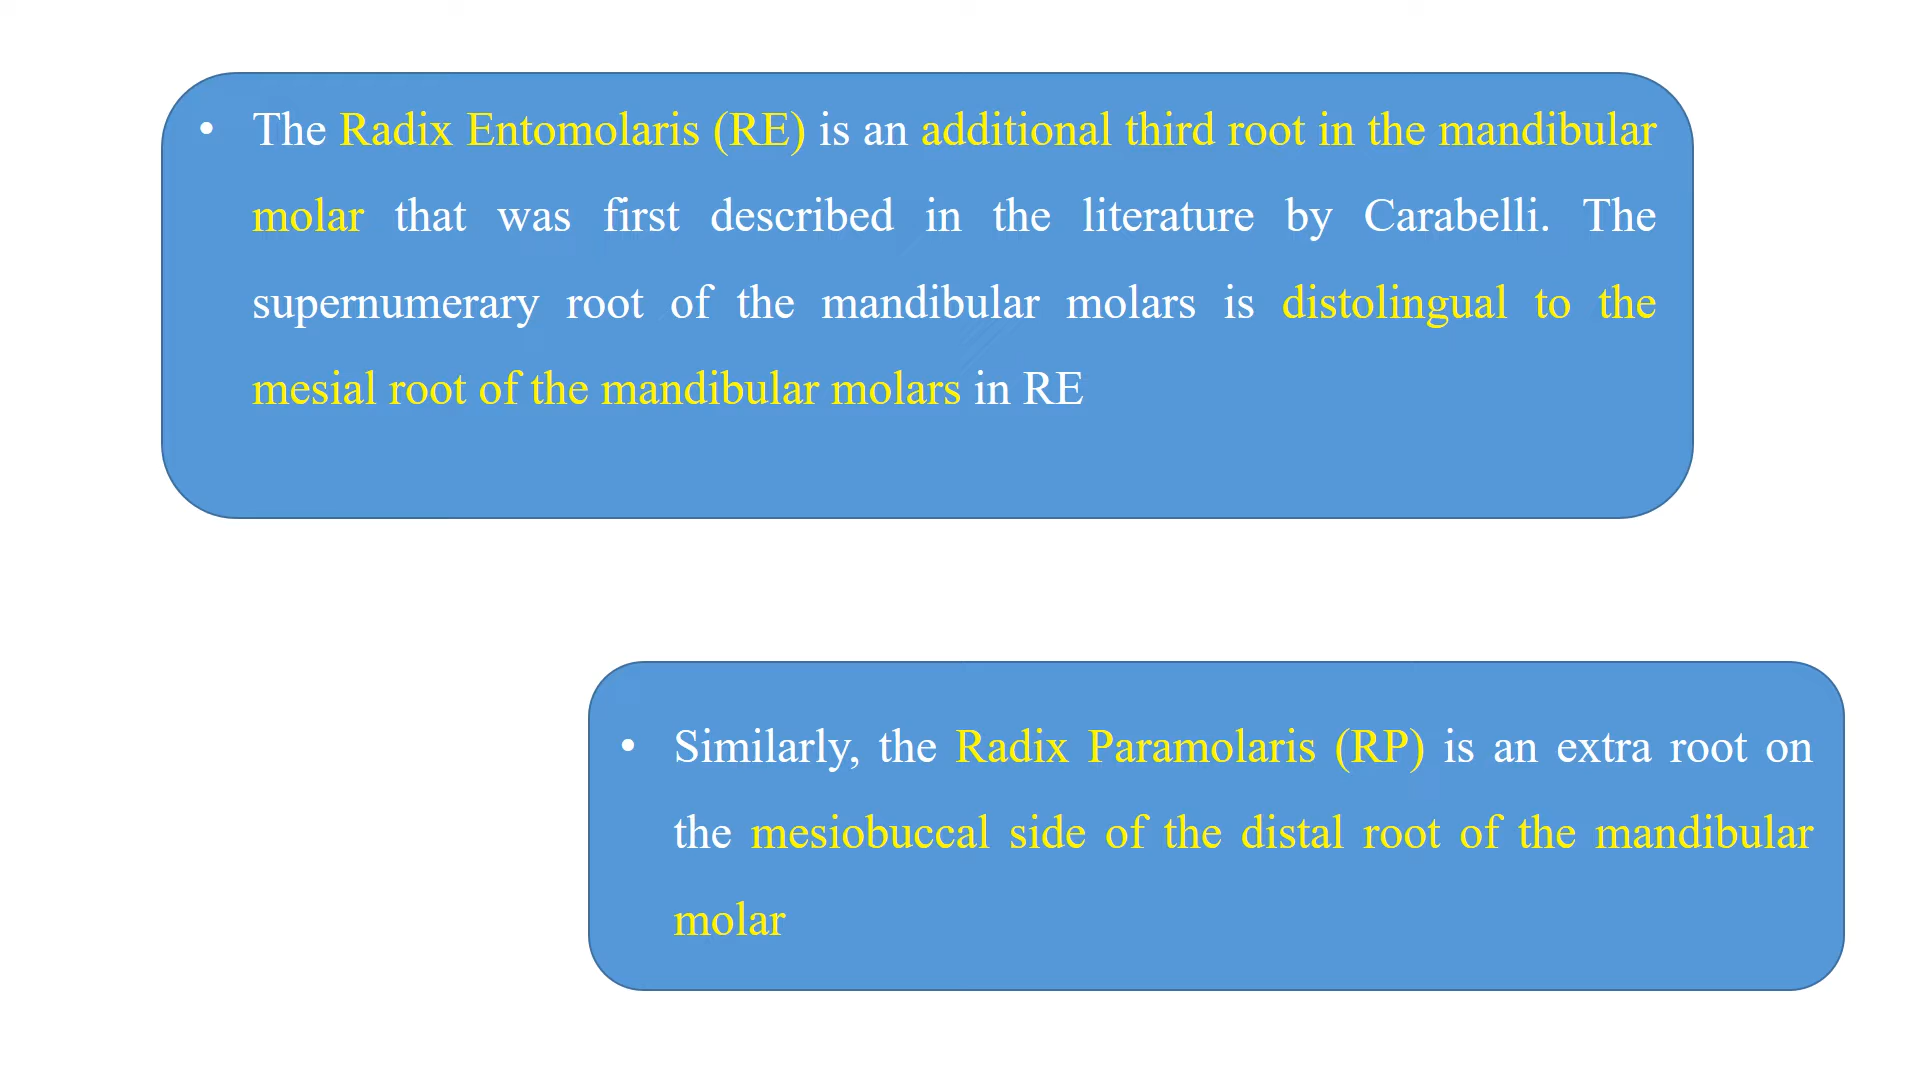 • The Radix Entomolaris (RE) is an additional third root in the mandibular
molar that was first described in the literature by Carabelli. The
supernumerary root of the mandibular molars is distolingual to the
mesial root of the mandibular molars in RE
• Similarly, the Radix Paramolaris (RP) is an extra root on
the mesiobuccal side of the distal root of the mandibular
molar